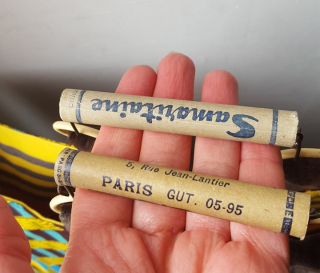 Samaritaine
5, Rue Jean-Lantier
PARIS GUT. 05-95